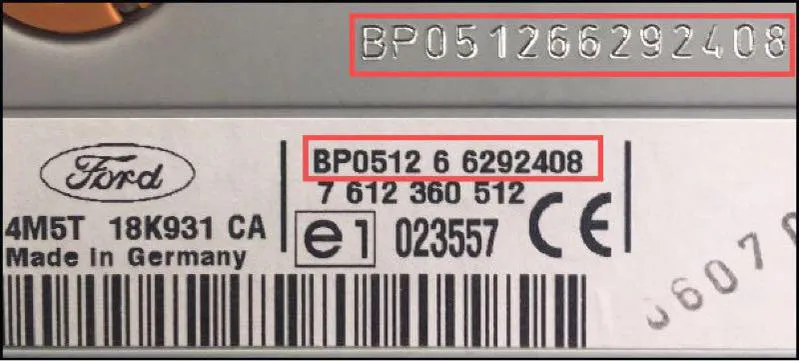 BP051266292408
Ford
BP0512 6 6292408
7 612 360 512
4M5T 18K931 CA
e1 023557 CE
Made in Germany